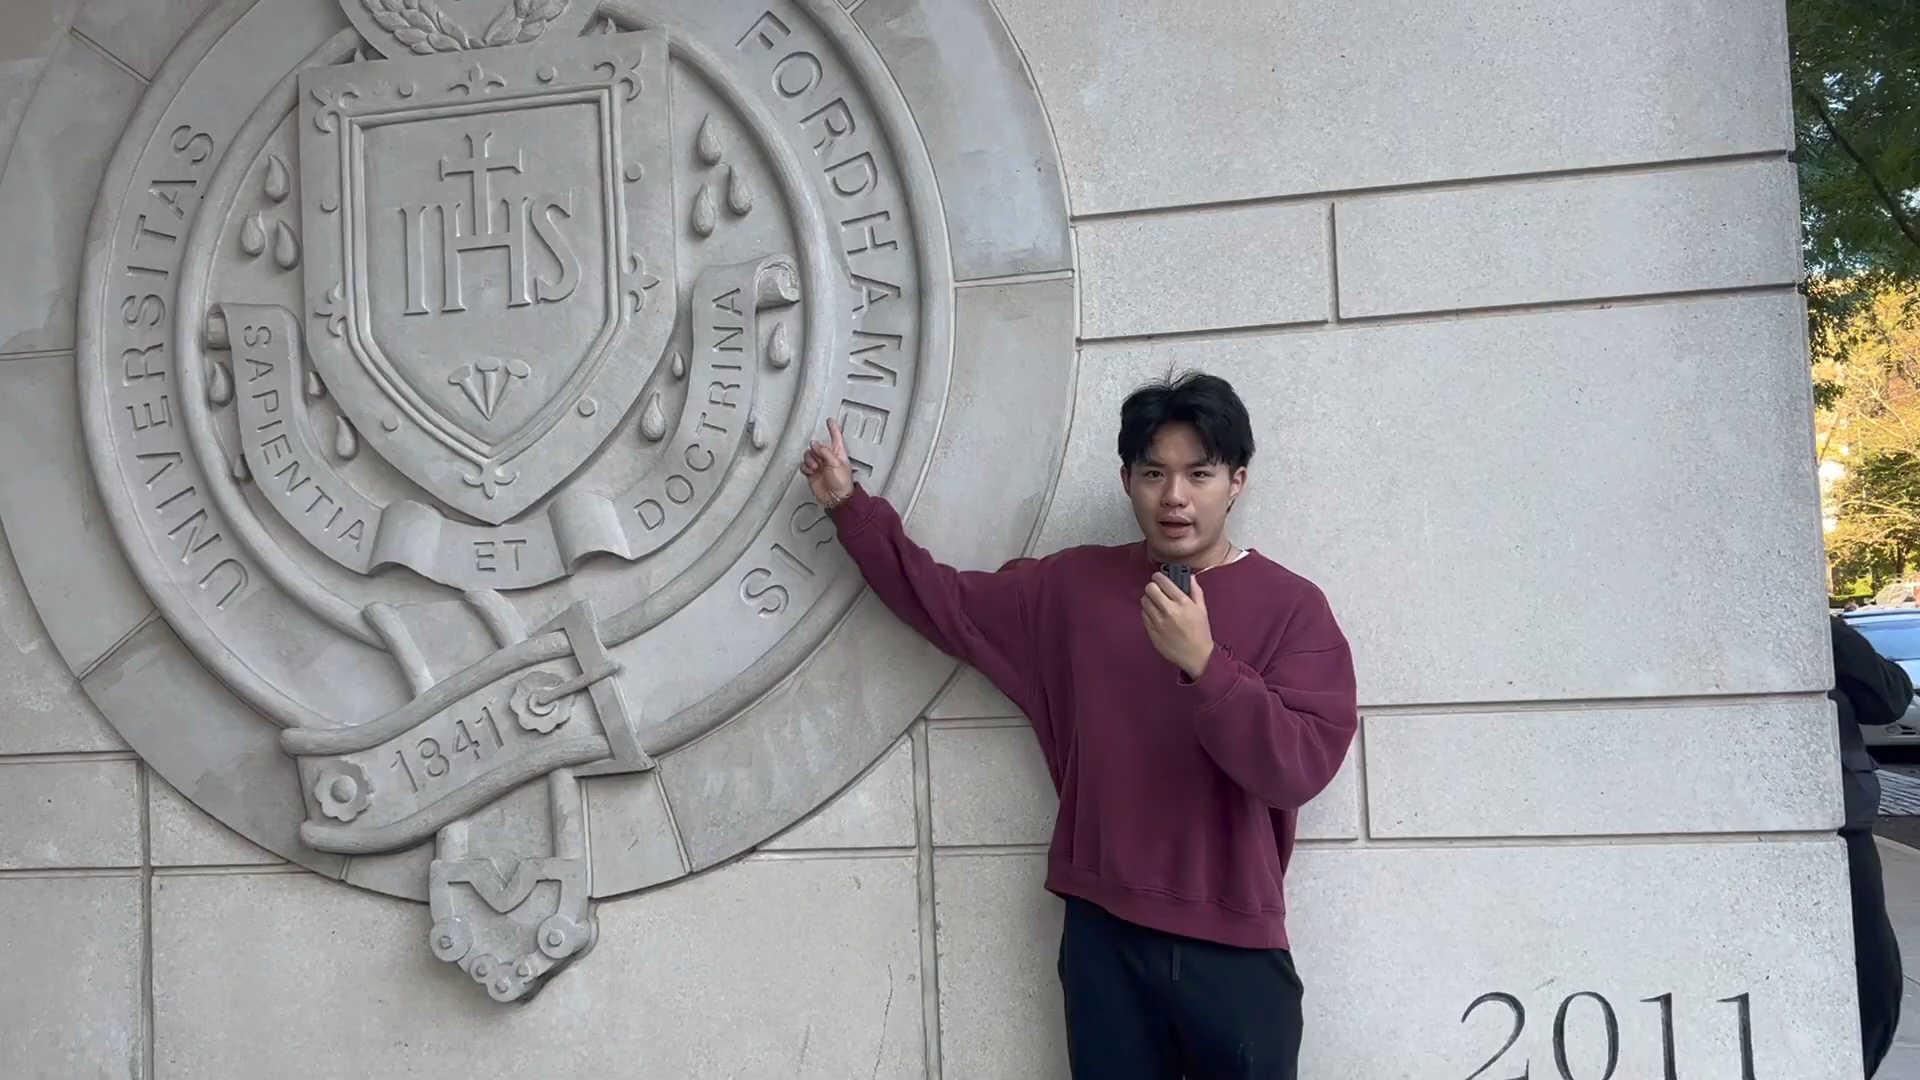 UNIVERSITAS FORDHAMENSIS
IHS
SAPIENTIA ET DOCTRINA
1841
2011